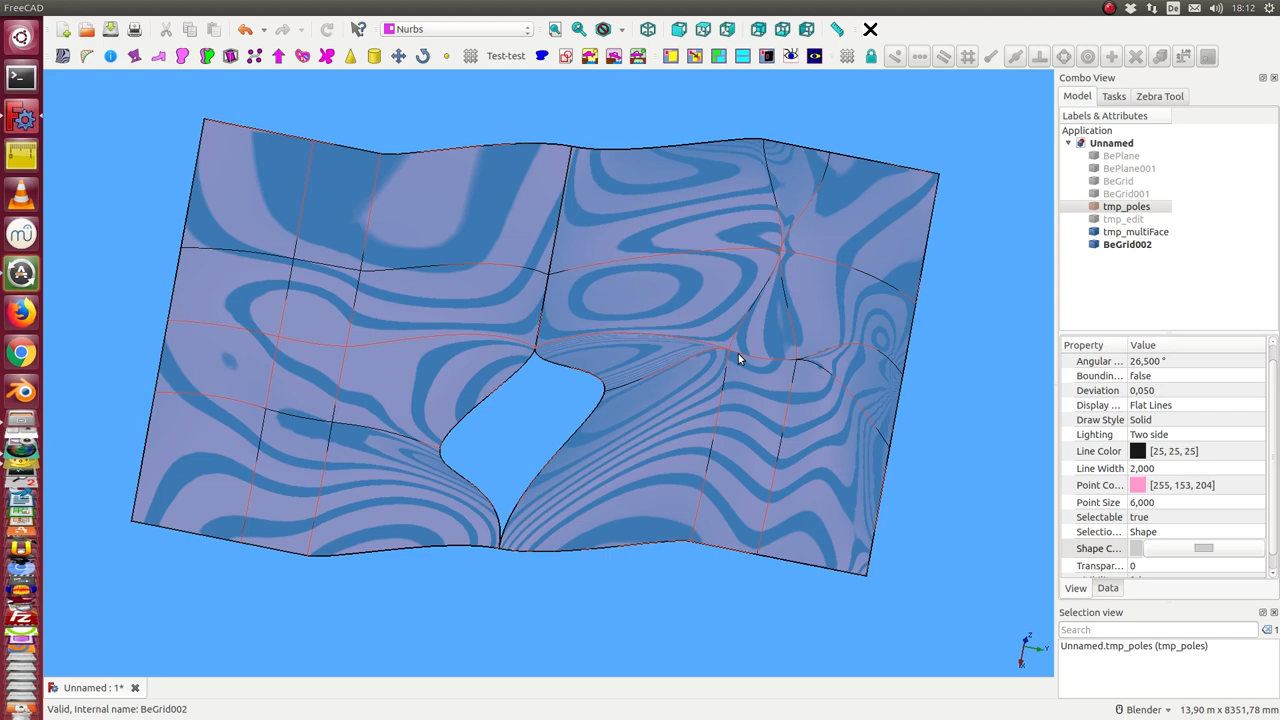 FreeCAD
De
18:12
Nurbs
Test-test
Combo View
Model
Tasks
Zebra Tool
Labels & Attributes
Application
Unnamed
BePlane
BePlane001
BeGrid
BeGrid001
tmp_poles
tmp_edit
tmp_multiFace
BeGrid002
Property Value
Angular ... 26,500 °
Boundin... false
Deviation 0,050
Display ... Flat Lines
Draw Style Solid
Lighting Two side
Line Color [25, 25, 25]
Line Width 2,000
Point Co... [255, 153, 204]
Point Size 6,000
Selectable true
Selectio... Shape
Shape C...
Transpar... 0
View
Data
Selection view
Search
1
Unnamed.tmp_poles (tmp_poles)
Z
Y
X
Unnamed : 1*
Valid, Internal name: BeGrid002
Blender
13,90 m x 8351,78 mm